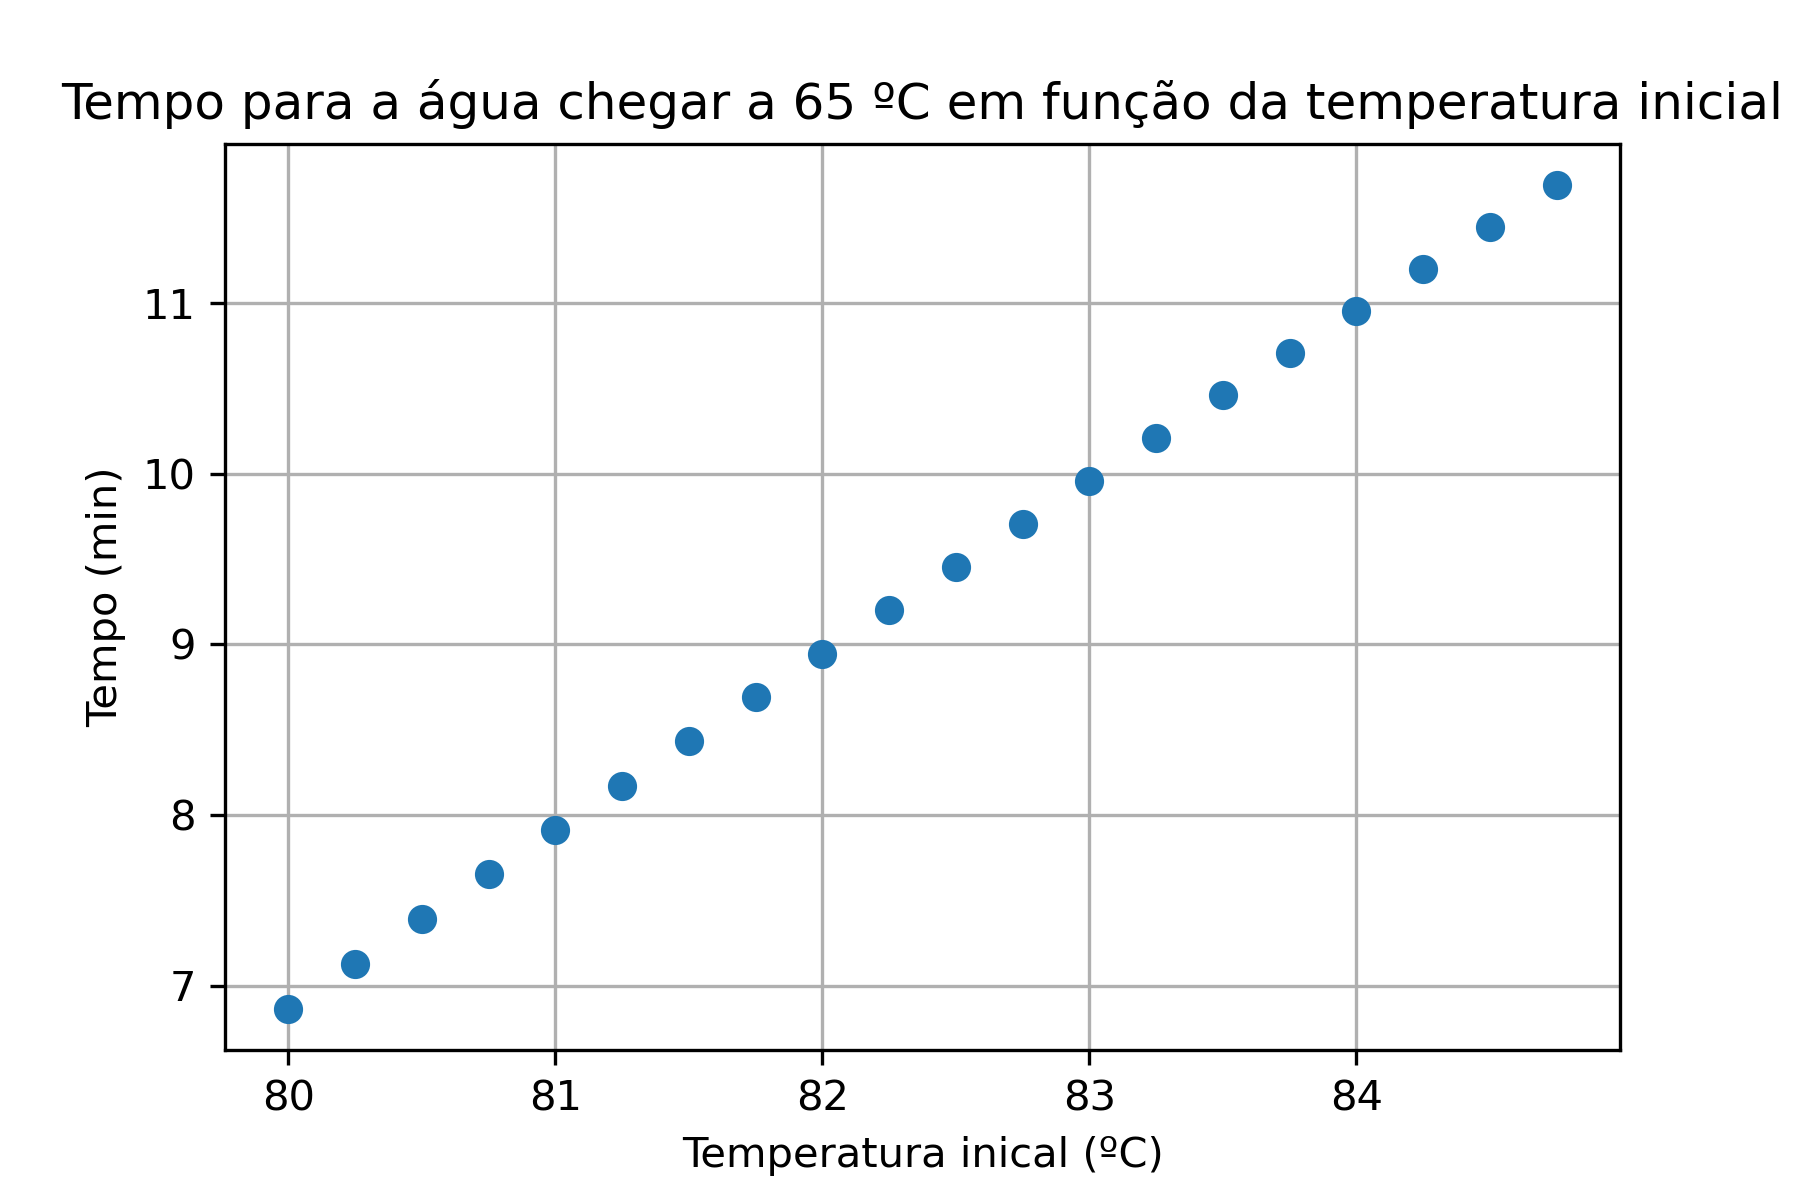 Tempo para a água chegar a 65 ºC em função da temperatura inicial
11
10
9
8
7
Tempo (min)
80 81 82 83 84
Temperatura inical (ºC)